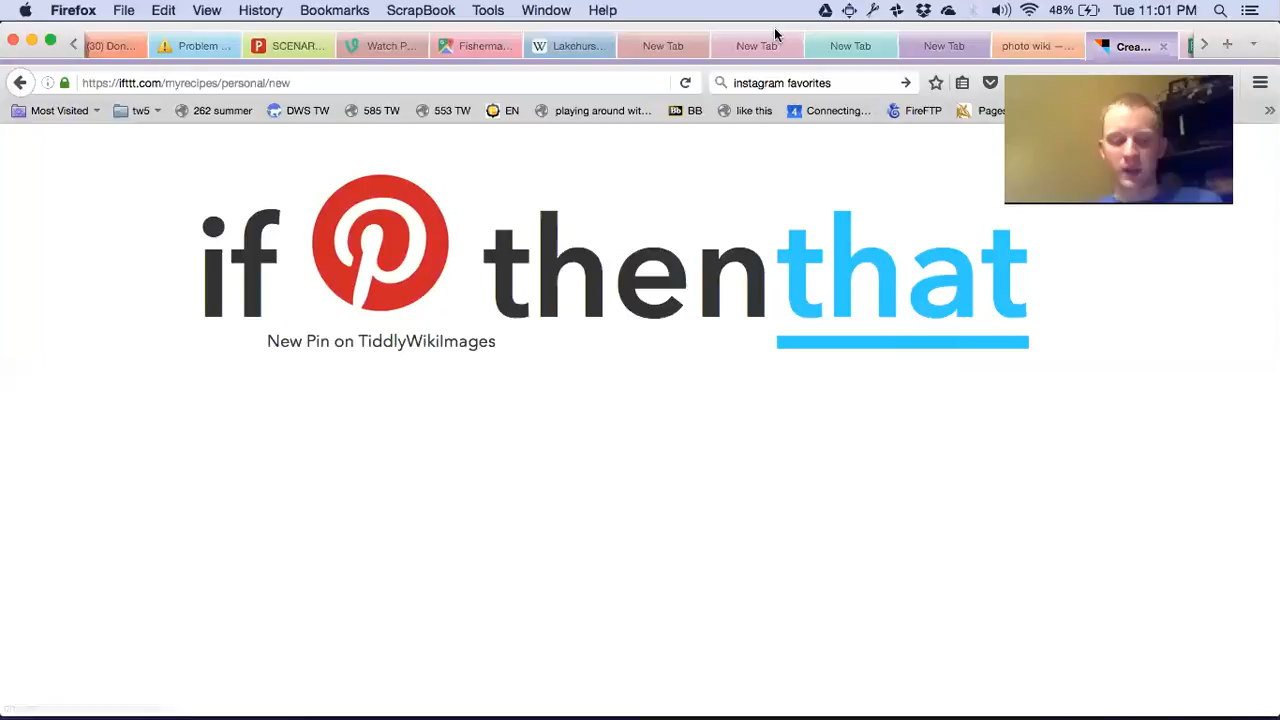 Firefox File Edit View History Bookmarks ScrapBook Tools Window Help 48% Tue 11:01 PM
(30) Don... Problem ... SCENAR... Watch P... Fisherma... Lakehurs... New Tab New Tab New Tab New Tab photo wiki —... Crea...
https://ifttt.com/myrecipes/personal/new instagram favorites
Most Visited tw5 262 summer DWS TW 585 TW 553 TW EN playing around wit... BB like this Connecting... FireFTP Pages
if then that
New Pin on TiddlyWikiImages